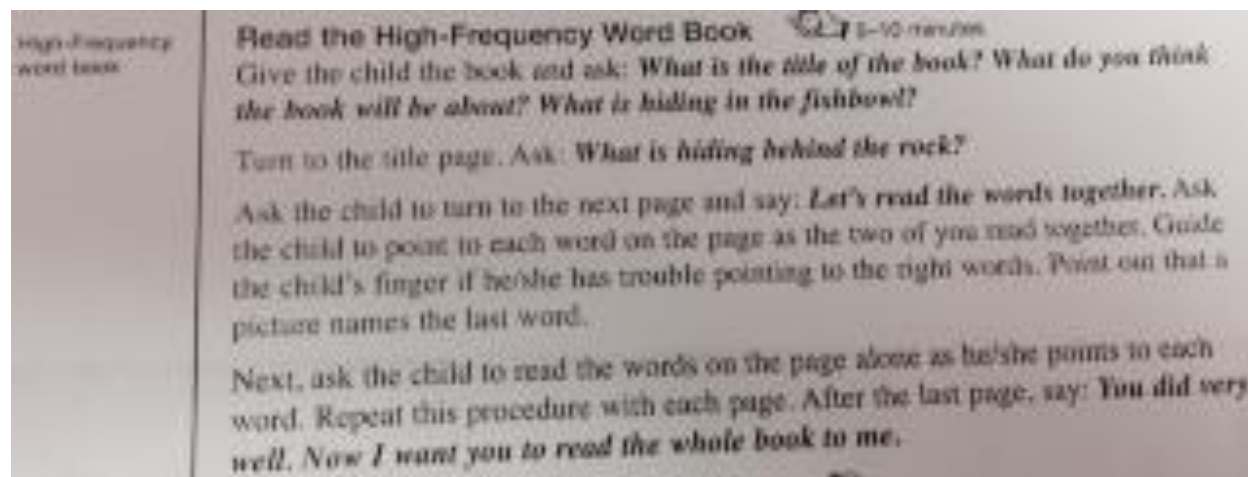 High-Frequency
word book
Read the High-Frequency Word Book 5–10 minutes
Give the child the book and ask: What is the title of the book? What do you think
the book will be about? What is hiding in the fishbowl?
Turn to the title page. Ask: What is hiding behind the rock?
Ask the child to turn to the next page and say: Let's read the words together. Ask
the child to point to each word on the page as the two of you read together. Guide
the child's finger if he/she has trouble pointing to the right words. Point out that a
picture names the last word.
Next, ask the child to read the words on the page alone as he/she points to each
word. Repeat this procedure with each page. After the last page, say: You did very
well. Now I want you to read the whole book to me.